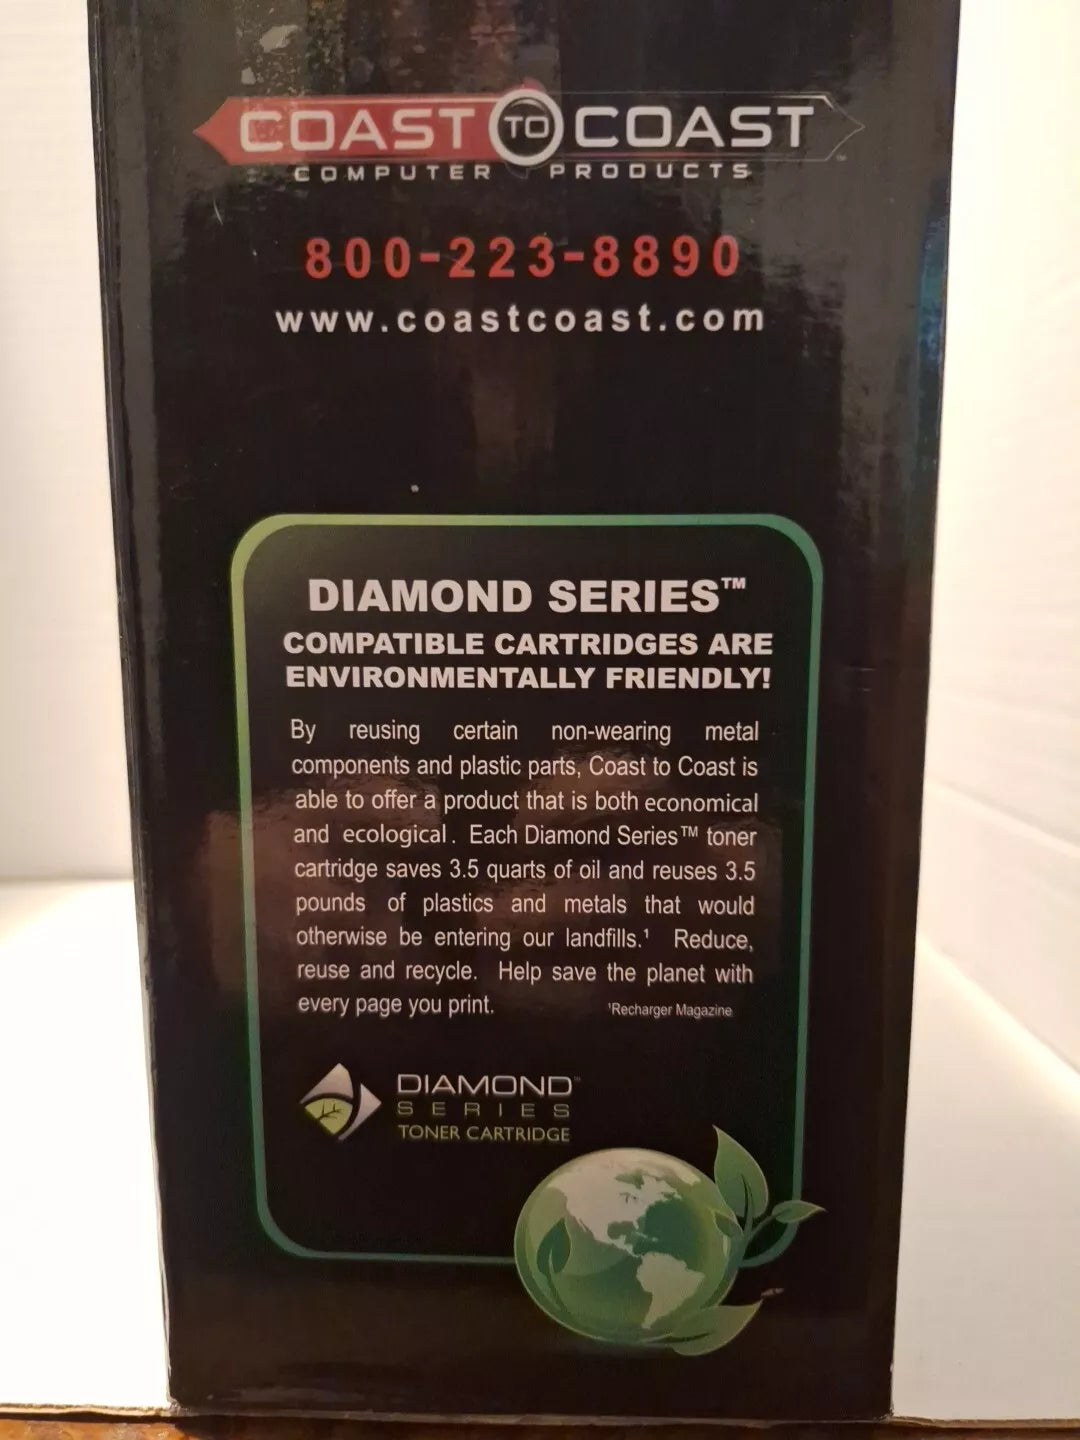 COAST TO COAST™
COMPUTER PRODUCTS
800-223-8890
www.coastcoast.com
DIAMOND SERIES™
COMPATIBLE CARTRIDGES ARE
ENVIRONMENTALLY FRIENDLY!
By reusing certain non-wearing metal
components and plastic parts, Coast to Coast is
able to offer a product that is both economical
and ecological. Each Diamond Series™ toner
cartridge saves 3.5 quarts of oil and reuses 3.5
pounds of plastics and metals that would
otherwise be entering our landfills.¹ Reduce,
reuse and recycle. Help save the planet with
every page you print. ¹Recharger Magazine
DIAMOND™
SERIES
TONER CARTRIDGE